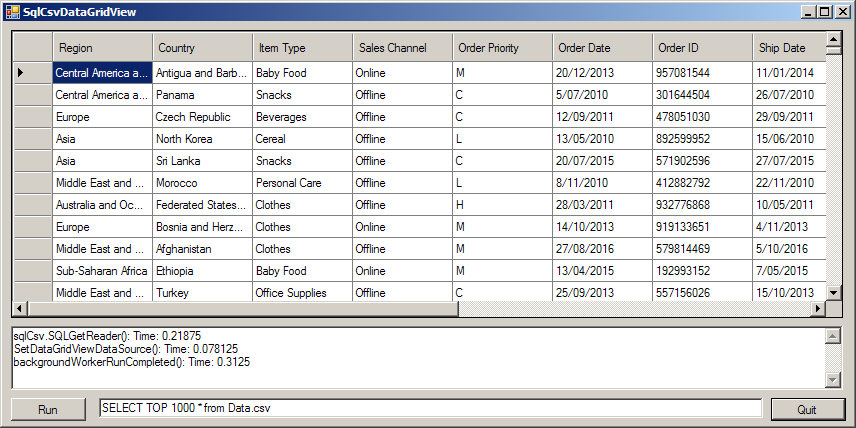 SqlCsvDataGridView
Region Country Item Type Sales Channel Order Priority Order Date Order ID Ship Date
Central America a... Antigua and Barb... Baby Food Online M 20/12/2013 957081544 11/01/2014
Central America a... Panama Snacks Offline C 5/07/2010 301644504 26/07/2010
Europe Czech Republic Beverages Offline C 12/09/2011 478051030 29/09/2011
Asia North Korea Cereal Offline L 13/05/2010 892599952 15/06/2010
Asia Sri Lanka Snacks Offline C 20/07/2015 571902596 27/07/2015
Middle East and ... Morocco Personal Care Offline L 8/11/2010 412882792 22/11/2010
Australia and Oc... Federated States... Clothes Offline H 28/03/2011 932776868 10/05/2011
Europe Bosnia and Herz... Clothes Online M 14/10/2013 919133651 4/11/2013
Middle East and ... Afghanistan Clothes Offline M 27/08/2016 579814469 5/10/2016
Sub-Saharan Africa Ethiopia Baby Food Online M 13/04/2015 192993152 7/05/2015
Middle East and ... Turkey Office Supplies Offline C 25/09/2013 557156026 15/10/2013
sqlCsv.SQLGetReader(): Time: 0.21875
SetDataGridViewDataSource(): Time: 0.078125
backgroundWorkerRunCompleted(): Time: 0.3125
Run SELECT TOP 1000 * from Data.csv Quit